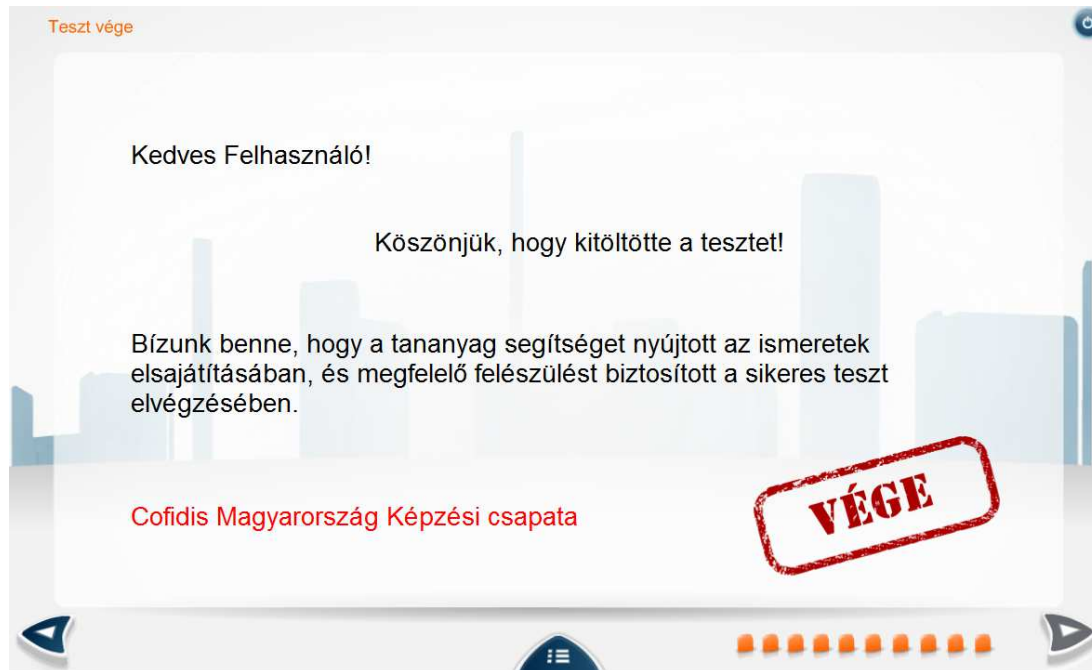 Teszt vége
Kedves Felhasználó!
Köszönjük, hogy kitöltötte a tesztet!
Bízunk benne, hogy a tananyag segítséget nyújtott az ismeretek
elsajátításában, és megfelelő felészülést biztosított a sikeres teszt
elvégzésében.
VÉGE
Cofidis Magyarország Képzési csapata